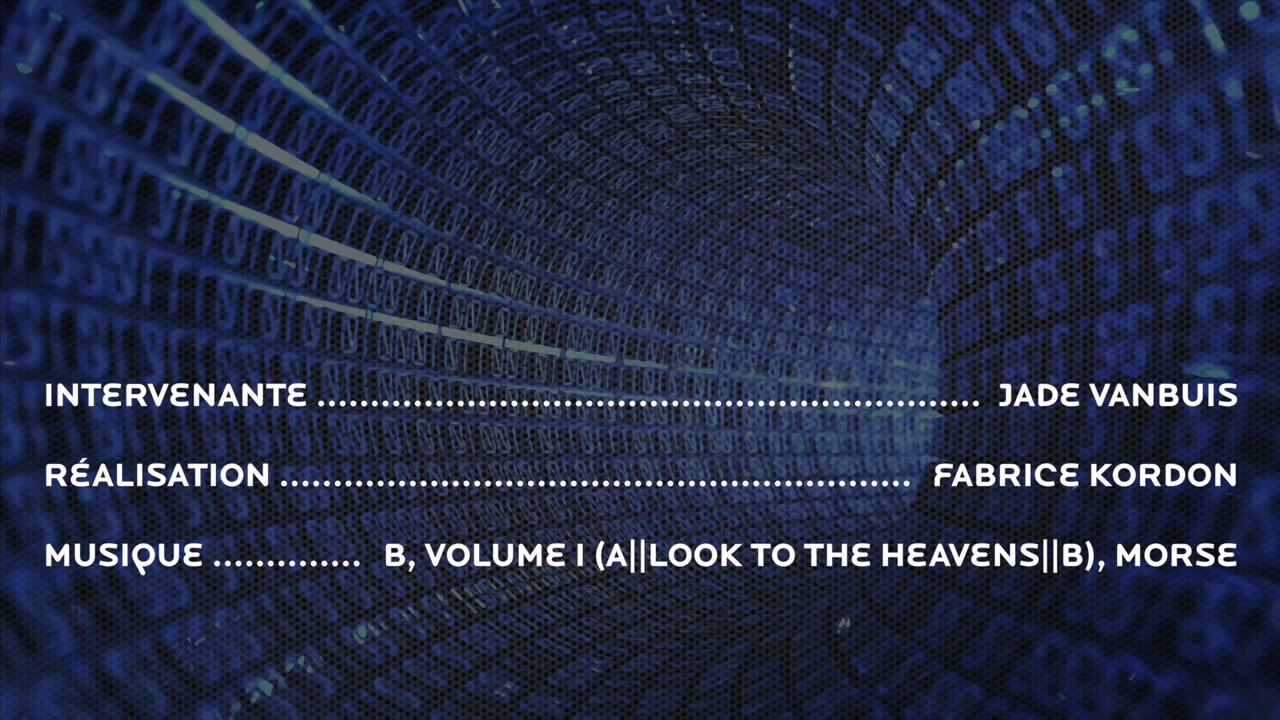 INTERVENANTE ............................................................... JADE VANBUIS
RÉALISATION ............................................................ FABRICE KORDON
MUSIQUE .............. B, VOLUME I (A||LOOK TO THE HEAVENS||B), MORSE